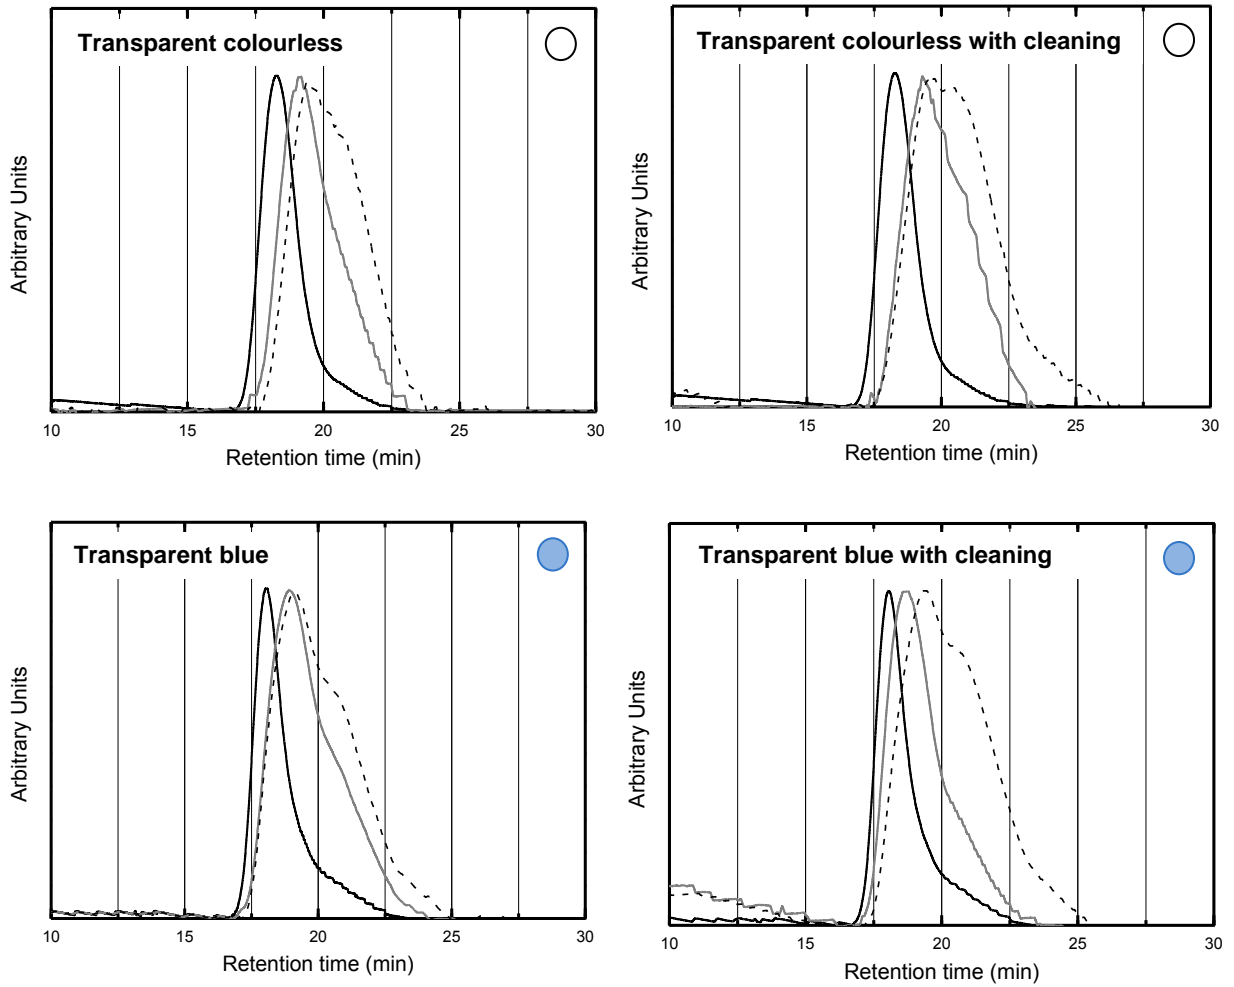 Transparent colourless
Arbitrary Units
10 15 20 25 30
Retention time (min)
Transparent colourless with cleaning
Arbitrary Units
10 15 20 25 30
Retention time (min)
Transparent blue
Arbitrary Units
10 15 20 25 30
Retention time (min)
Transparent blue with cleaning
Arbitrary Units
10 15 20 25 30
Retention time (min)